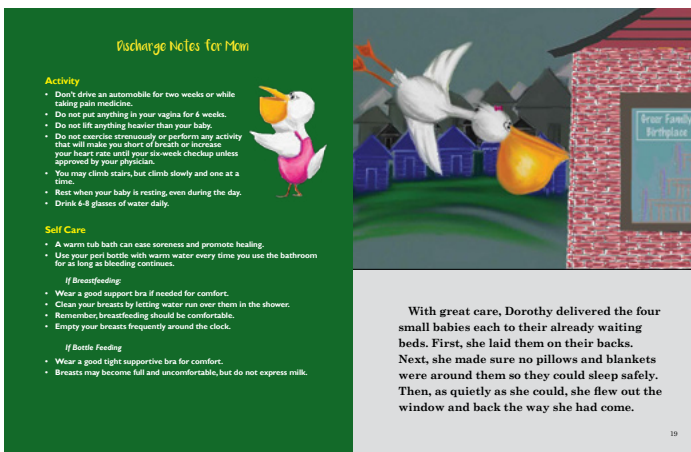 Discharge Notes for Mom
Activity
• Don't drive an automobile for two weeks or while
taking pain medicine.
• Do not put anything in your vagina for 6 weeks.
• Do not lift anything heavier than your baby.
• Do not exercise strenuously or perform any activity
that will make you short of breath or increase
your heart rate until your six-week checkup unless
approved by your physician.
• You may climb stairs, but climb slowly and one at a
time.
• Rest when your baby is resting, even during the day.
• Drink 6-8 glasses of water daily.
Self Care
• A warm tub bath can ease soreness and promote healing.
• Use your peri bottle with warm water every time you use the bathroom
for as long as bleeding continues.
If Breastfeeding:
• Wear a good support bra if needed for comfort.
• Clean your breasts by letting water run over them in the shower.
• Remember, breastfeeding should be comfortable.
• Empty your breasts frequently around the clock.
If Bottle Feeding
• Wear a good tight supportive bra for comfort.
• Breasts may become full and uncomfortable, but do not express milk.
Greer Family
Birthplace
With great care, Dorothy delivered the four
small babies each to their already waiting
beds. First, she laid them on their backs.
Next, she made sure no pillows and blankets
were around them so they could sleep safely.
Then, as quietly as she could, she flew out the
window and back the way she had come.
19